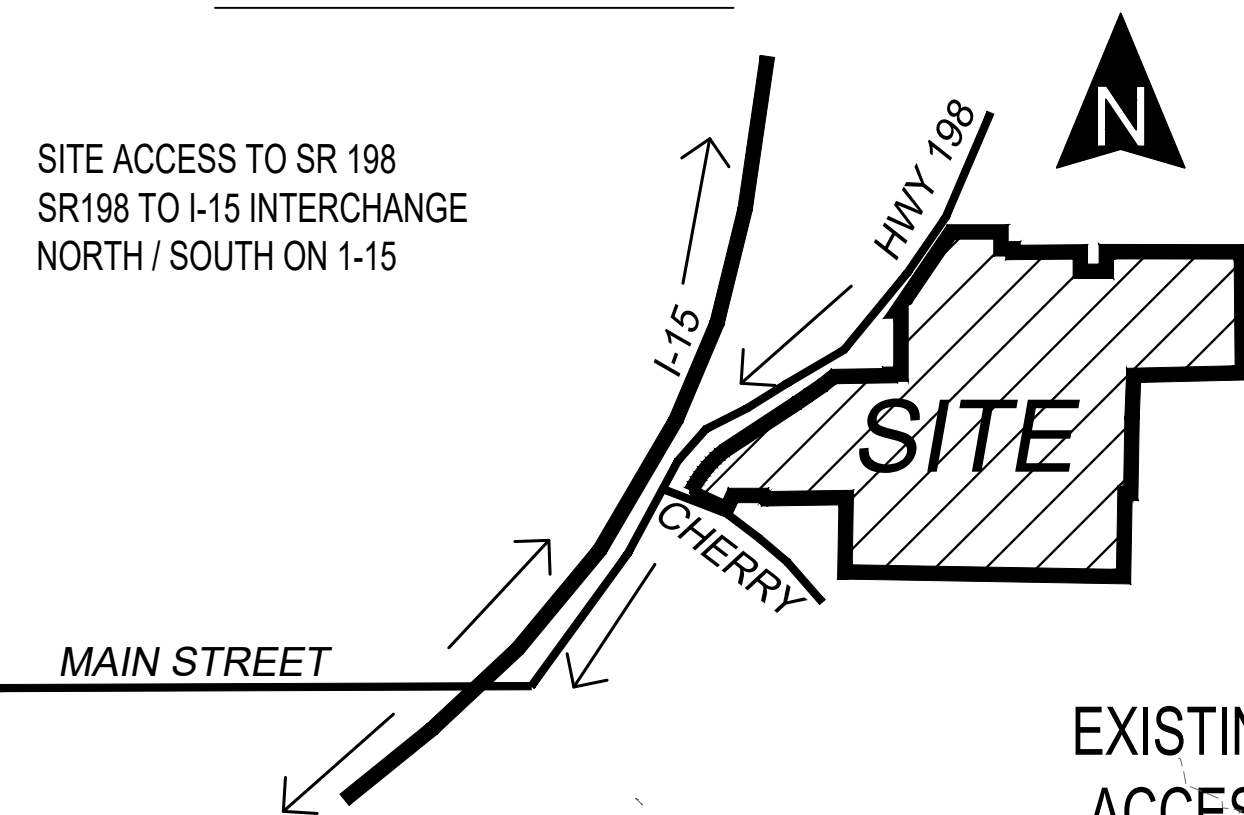 SITE ACCESS TO SR 198
SR198 TO I-15 INTERCHANGE
NORTH / SOUTH ON 1-15
N
HWY 198
I-15
SITE
CHERRY
MAIN STREET